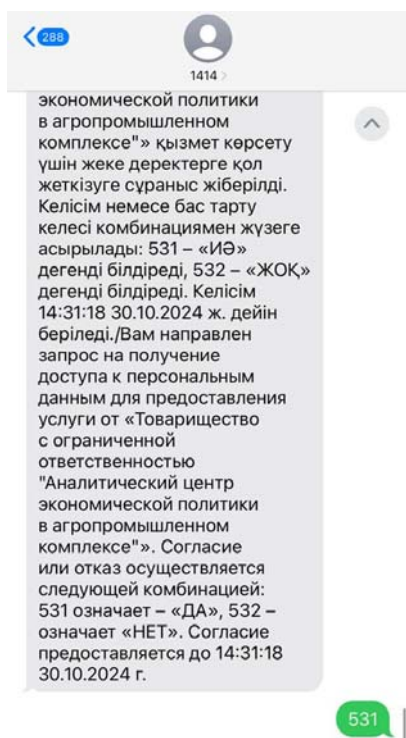 288
1414
экономической политики
в агропромышленном
комплексе"» қызмет көрсету
үшін жеке деректерге қол
жеткізуге сұраныс жіберілді.
Келісім немесе бас тарту
келесі комбинациямен жүзеге
асырылады: 531 – «ИӘ»
дегенді білдіреді, 532 – «ЖОҚ»
дегенді білдіреді. Келісім
14:31:18 30.10.2024 ж. дейін
беріледі./Вам направлен
запрос на получение
доступа к персональным
данным для предоставления
услуги от «Товарищество
с ограниченной
ответственностью
"Аналитический центр
экономической политики
в агропромышленном
комплексе"». Согласие
или отказ осуществляется
следующей комбинацией:
531 означает – «ДА», 532 –
означает «НЕТ». Согласие
предоставляется до 14:31:18
30.10.2024 г.
531